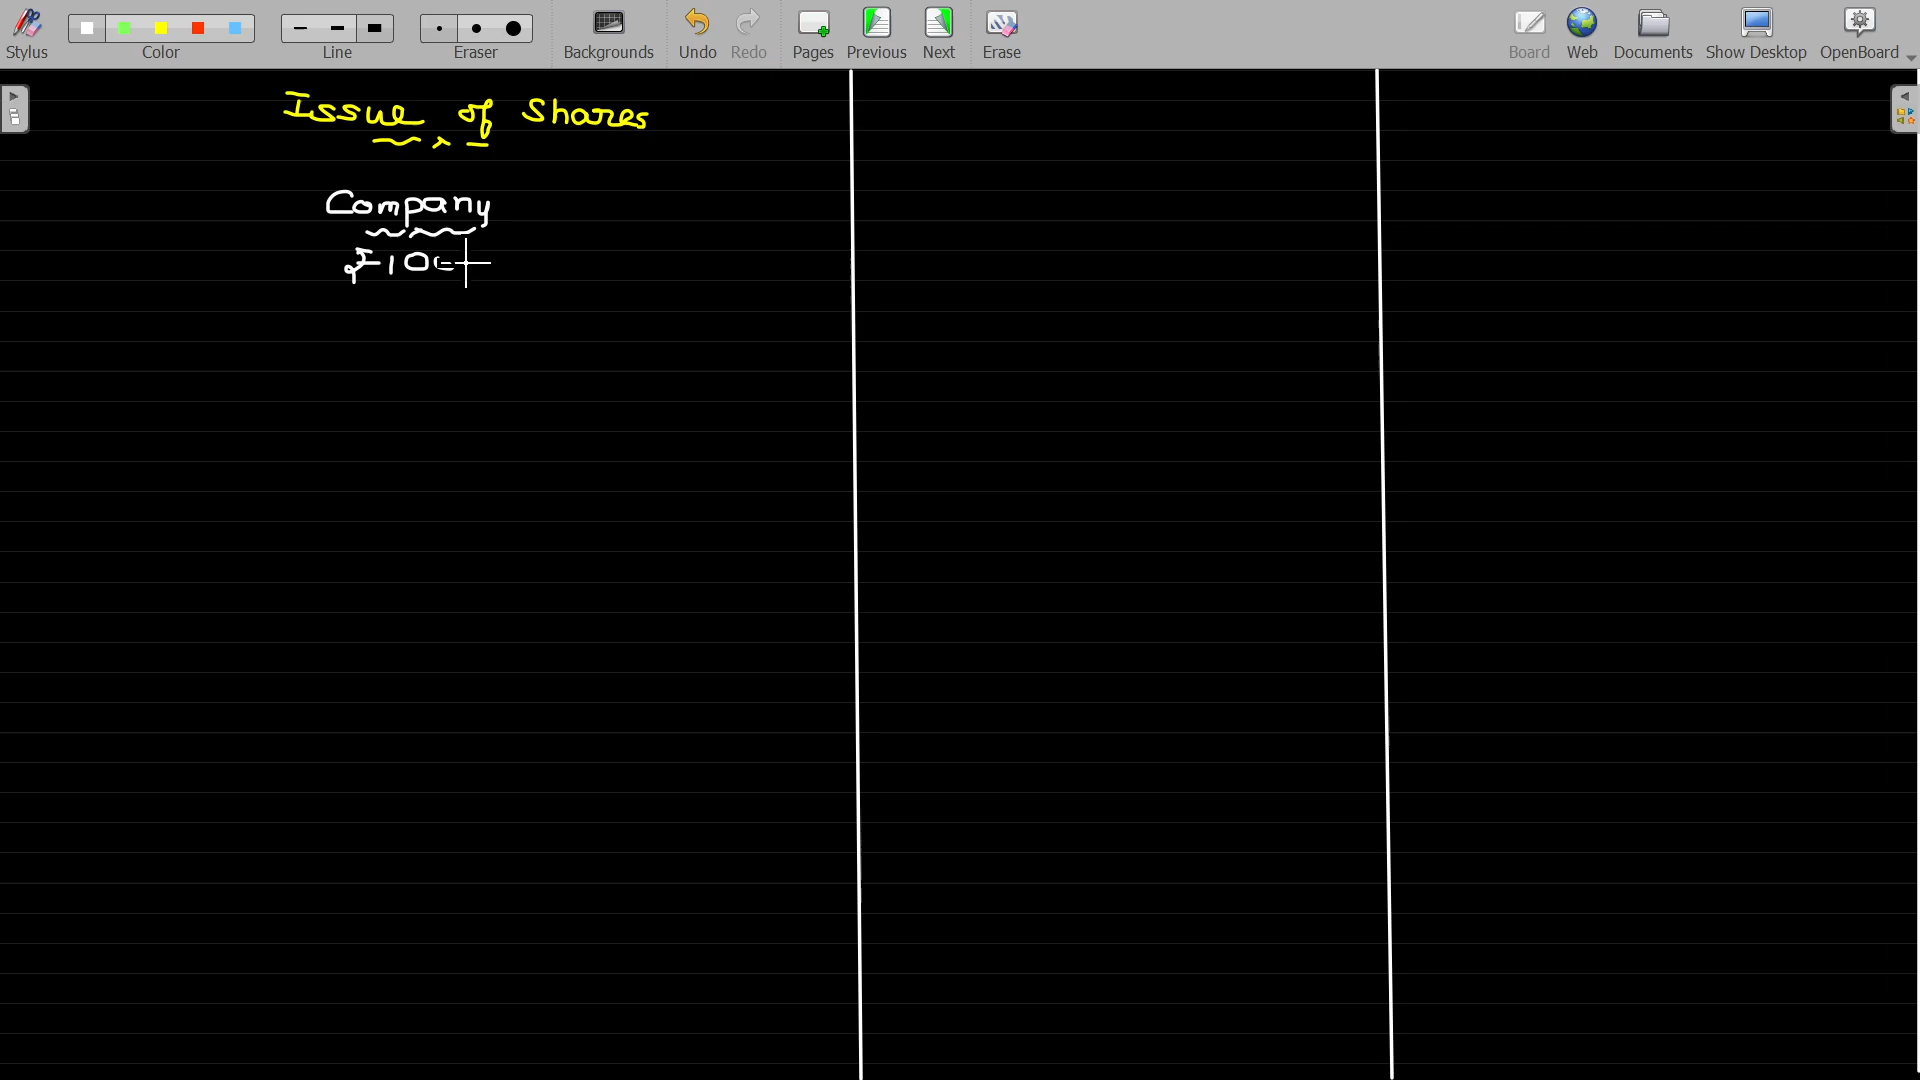 Stylus Color Line Eraser Backgrounds Undo Redo Pages Previous Next Erase Board Web Documents Show Desktop OpenBoard
Issue of Shares
Company